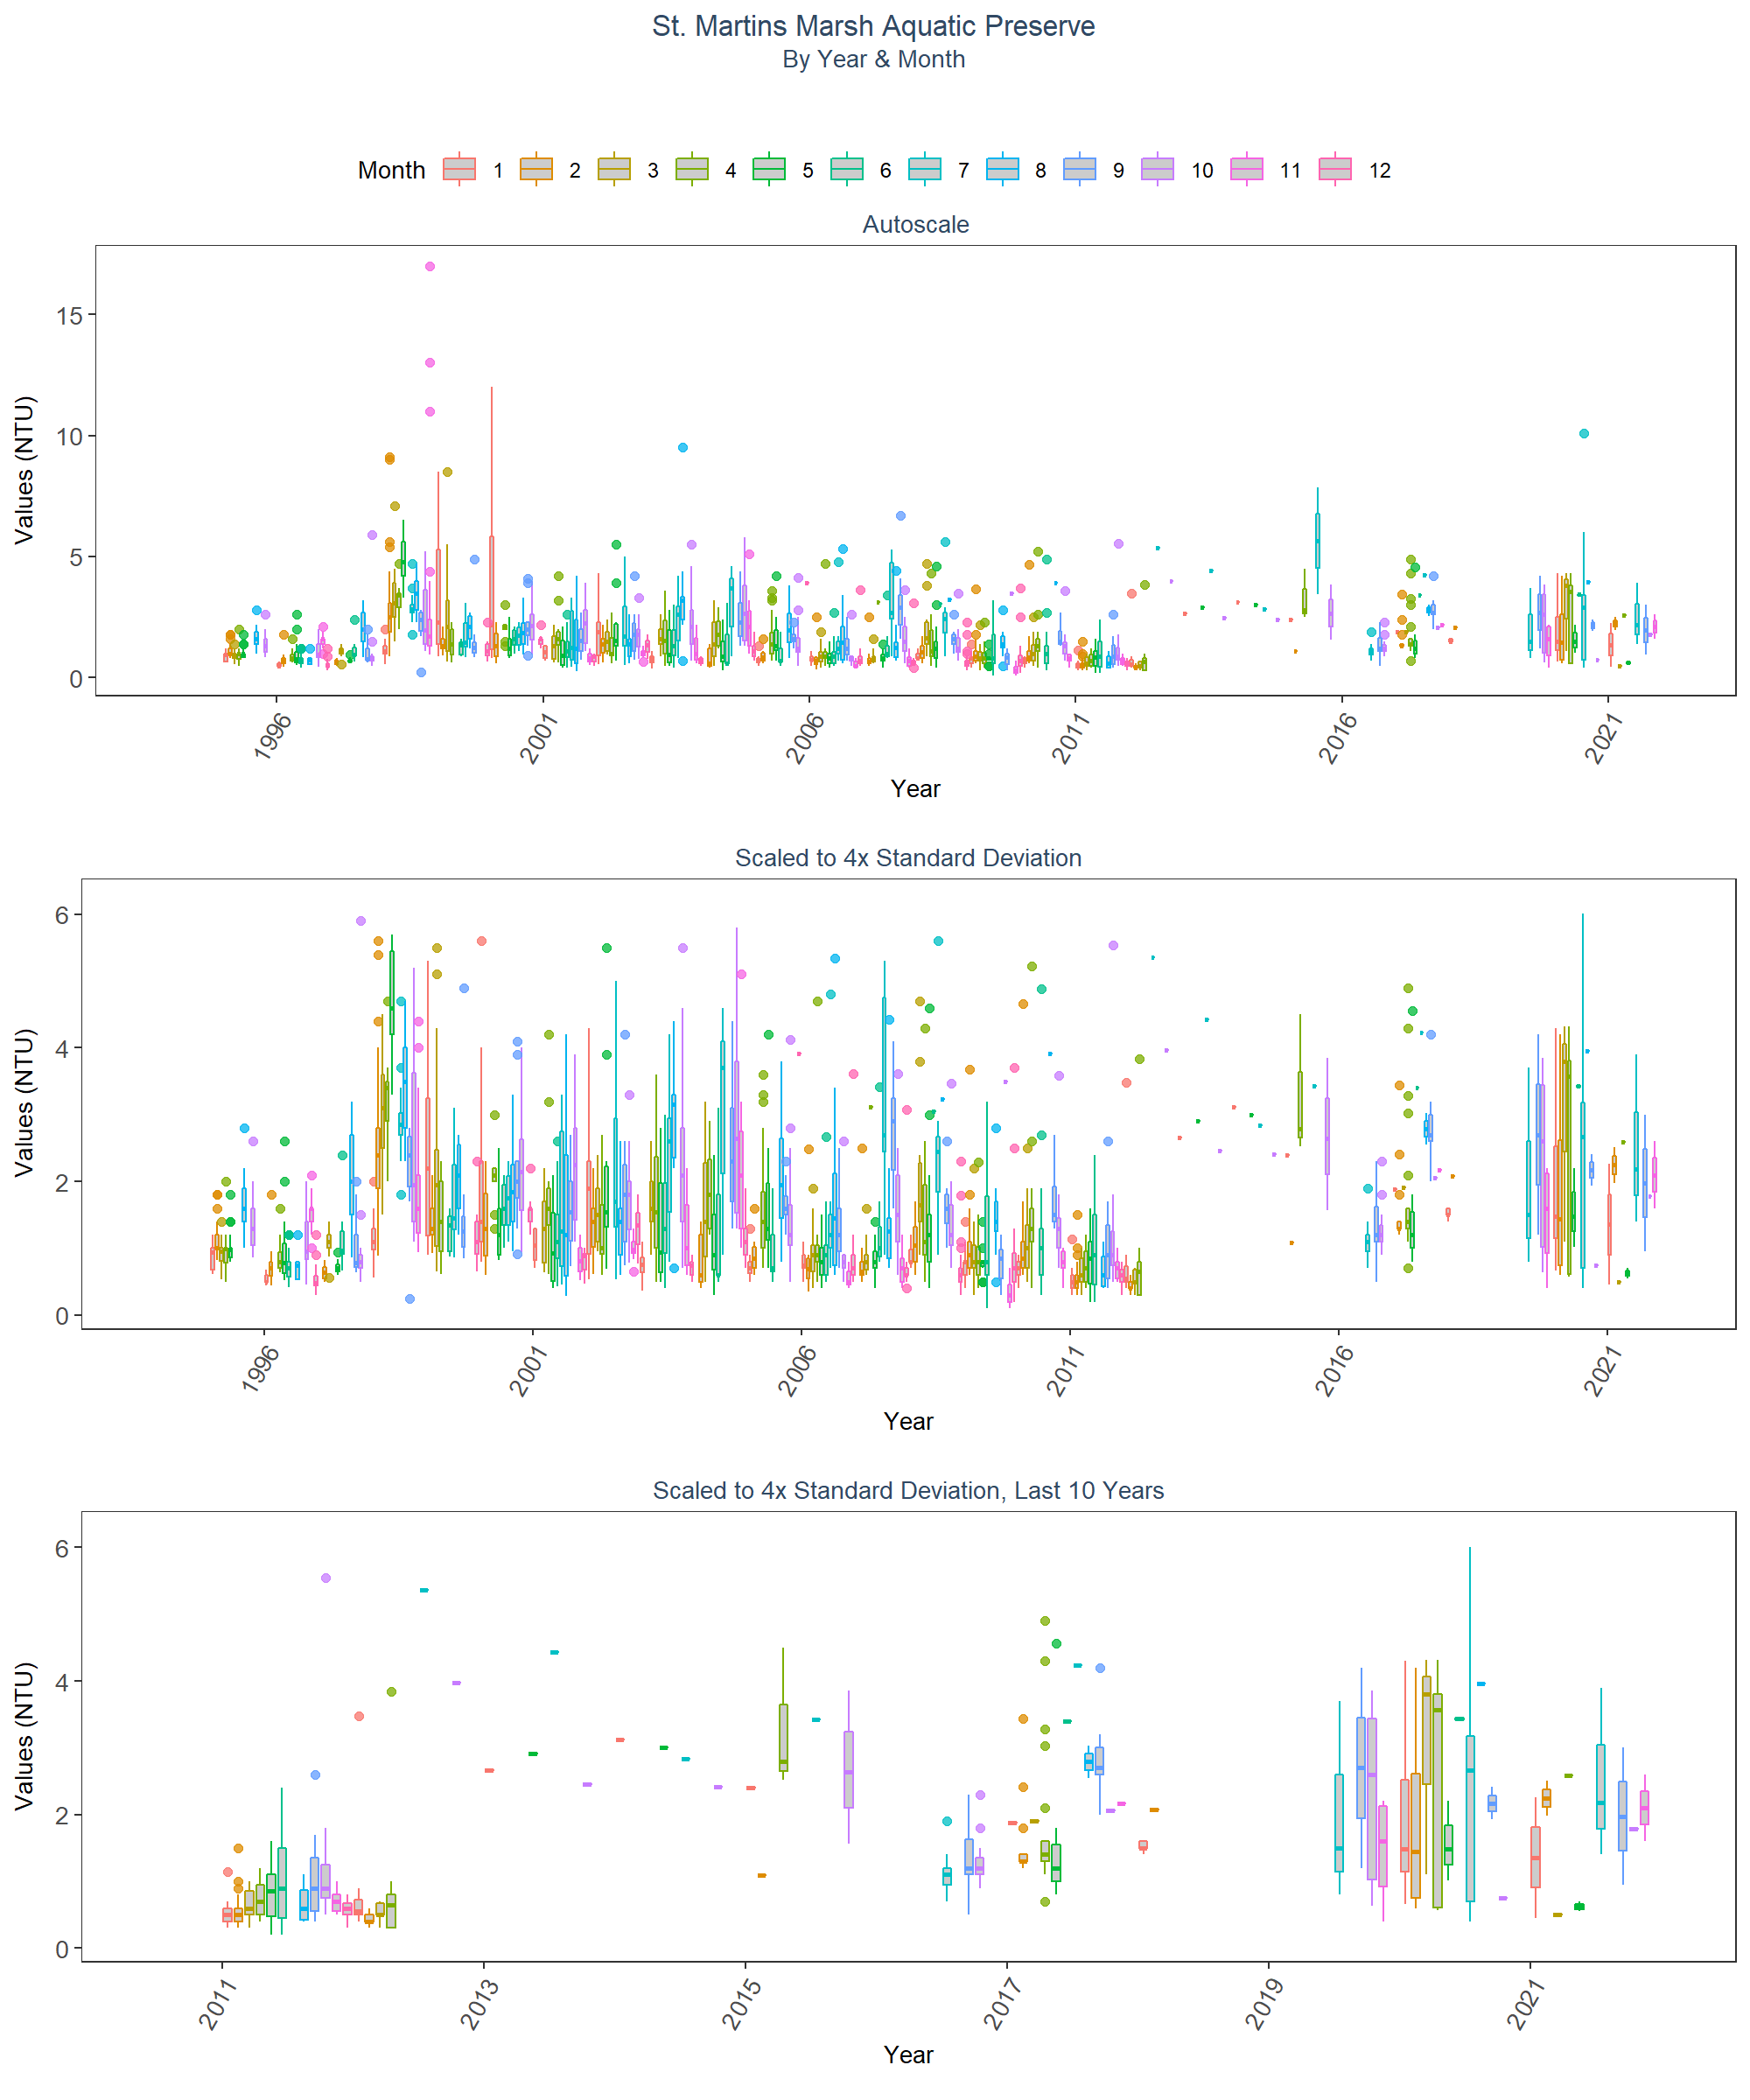 St. Martins Marsh Aquatic Preserve
By Year & Month
Month 1 2 3 4 5 6 7 8 9 10 11 12
Autoscale
Values (NTU)
15
10
5
0
1996 2001 2006 2011 2016 2021
Year
Scaled to 4x Standard Deviation
Values (NTU)
6
4
2
0
1996 2001 2006 2011 2016 2021
Year
Scaled to 4x Standard Deviation, Last 10 Years
Values (NTU)
6
4
2
0
2011 2013 2015 2017 2019 2021
Year